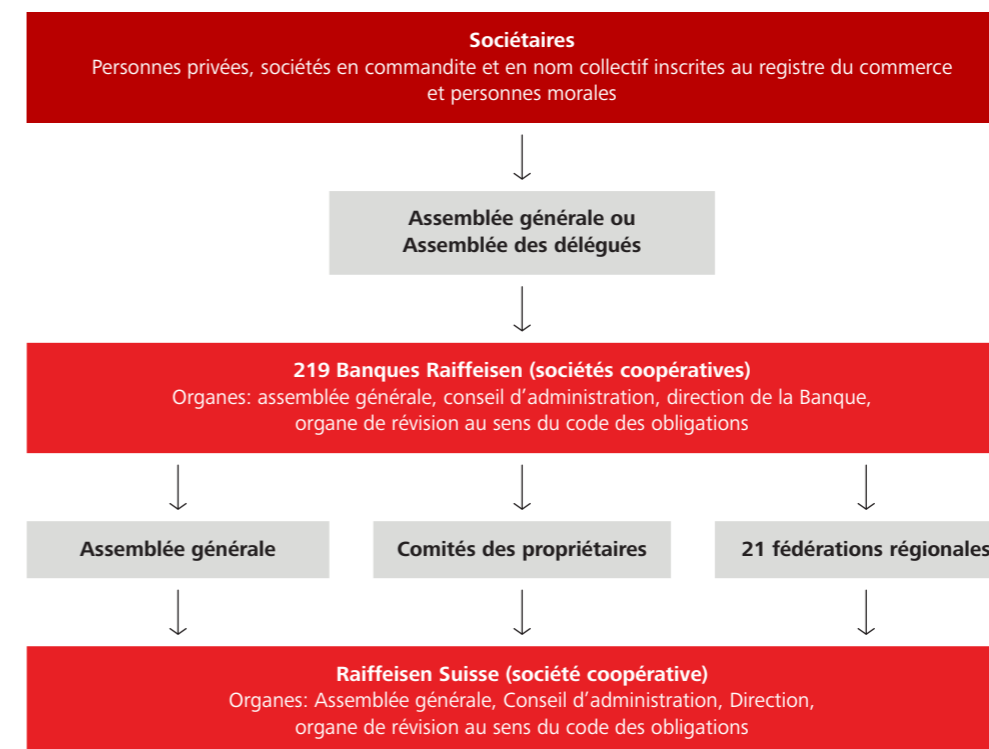 Sociétaires
Personnes privées, sociétés en commandite et en nom collectif inscrites au registre du commerce
et personnes morales
Assemblée générale ou
Assemblée des délégués
219 Banques Raiffeisen (sociétés coopératives)
Organes: assemblée générale, conseil d’administration, direction de la Banque,
organe de révision au sens du code des obligations
Assemblée générale
Comités des propriétaires
21 fédérations régionales
Raiffeisen Suisse (société coopérative)
Organes: Assemblée générale, Conseil d’administration, Direction,
organe de révision au sens du code des obligations